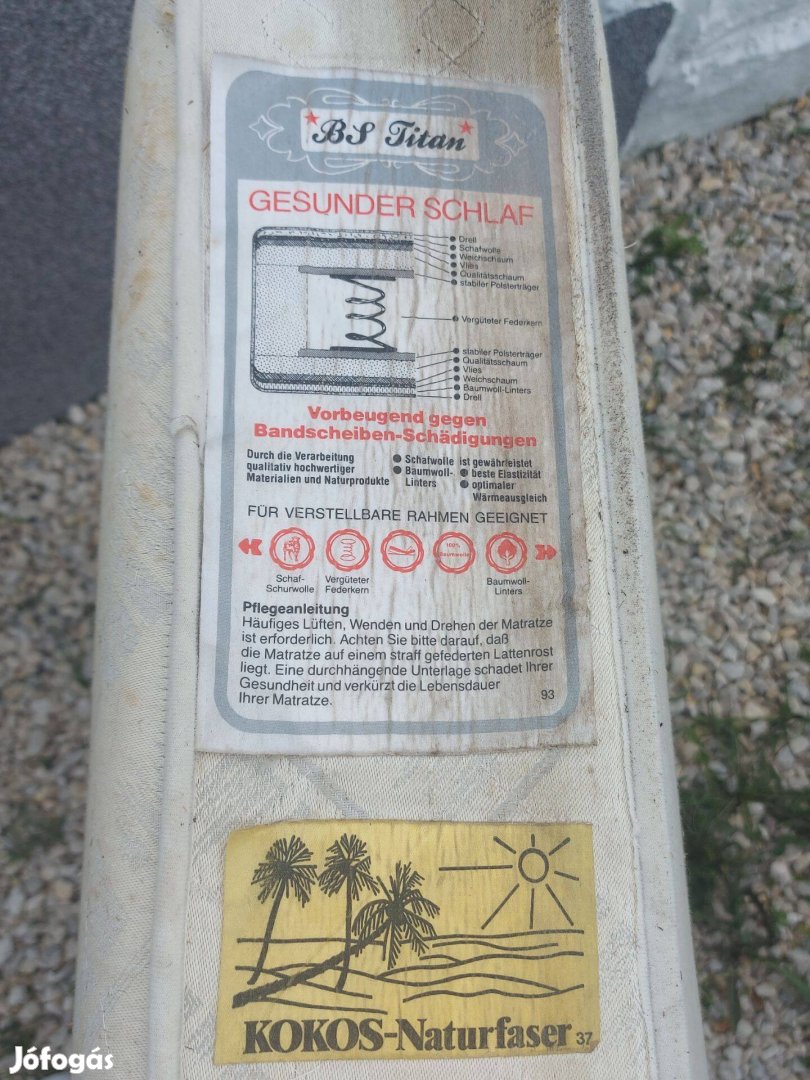 BS Titan
GESUNDER SCHLAF
Drell
Schafwolle
Weichschaum
Vlies
Qualitätsschaum
stabiler Polsterträger
Vergüteter Federkern
stabiler Polsterträger
Qualitätsschaum
Vlies
Weichschaum
Baumwoll-Linters
Drell
Vorbeugend gegen
Bandscheiben-Schädigungen
Durch die Verarbeitung
qualitativ hochwertiger
Materialien und Naturprodukte
Schafwolle
Baumwoll-
Linters
ist gewährleistet
beste Elastizität
optimaler
Wärmeausgleich
FÜR VERSTELLBARE RAHMEN GEEIGNET
100%
Baumwolle
Schaf-
Schurwolle
Vergüteter
Federkern
Baumwoll-
Linters
Pflegeanleitung
Häufiges Lüften, Wenden und Drehen der Matratze
ist erforderlich. Achten Sie bitte darauf, daß
die Matratze auf einem straff gefederten Lattenrost
liegt. Eine durchhängende Unterlage schadet Ihrer
Gesundheit und verkürzt die Lebensdauer
Ihrer Matratze.
93
KOKOS-Naturfaser 37
Jófogás